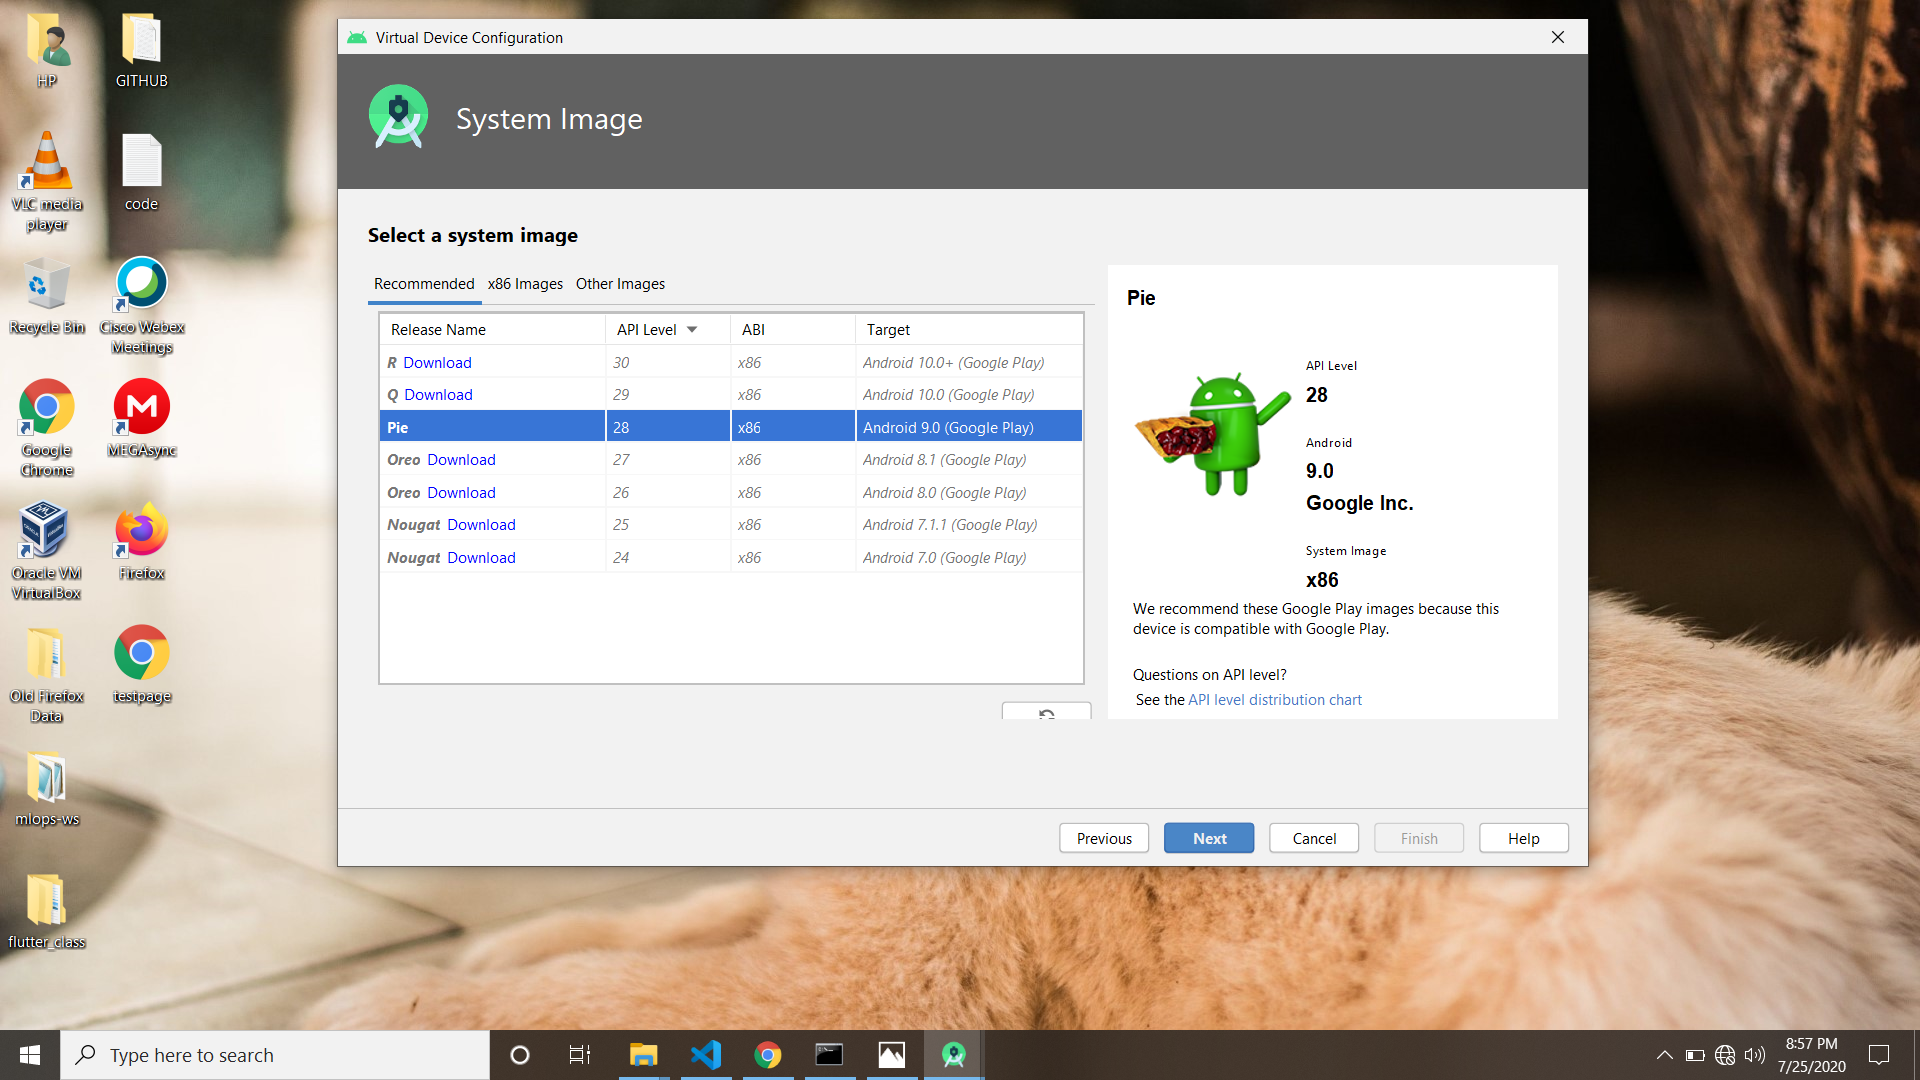 HP
GITHUB
VLC media
player
code
Recycle Bin
Cisco Webex
Meetings
Google
Chrome
MEGAsync
Oracle VM
VirtualBox
Firefox
Old Firefox
Data
testpage
mlops-ws
flutter_class
Virtual Device Configuration
System Image
Select a system image
Recommended x86 Images Other Images
Release Name API Level ABI Target
R Download 30 x86 Android 10.0+ (Google Play)
Q Download 29 x86 Android 10.0 (Google Play)
Pie 28 x86 Android 9.0 (Google Play)
Oreo Download 27 x86 Android 8.1 (Google Play)
Oreo Download 26 x86 Android 8.0 (Google Play)
Nougat Download 25 x86 Android 7.1.1 (Google Play)
Nougat Download 24 x86 Android 7.0 (Google Play)
Pie
API Level
28
Android
9.0
Google Inc.
System Image
x86
We recommend these Google Play images because this
device is compatible with Google Play.
Questions on API level?
See the API level distribution chart
Previous Next Cancel Finish Help
Type here to search
8:57 PM
7/25/2020